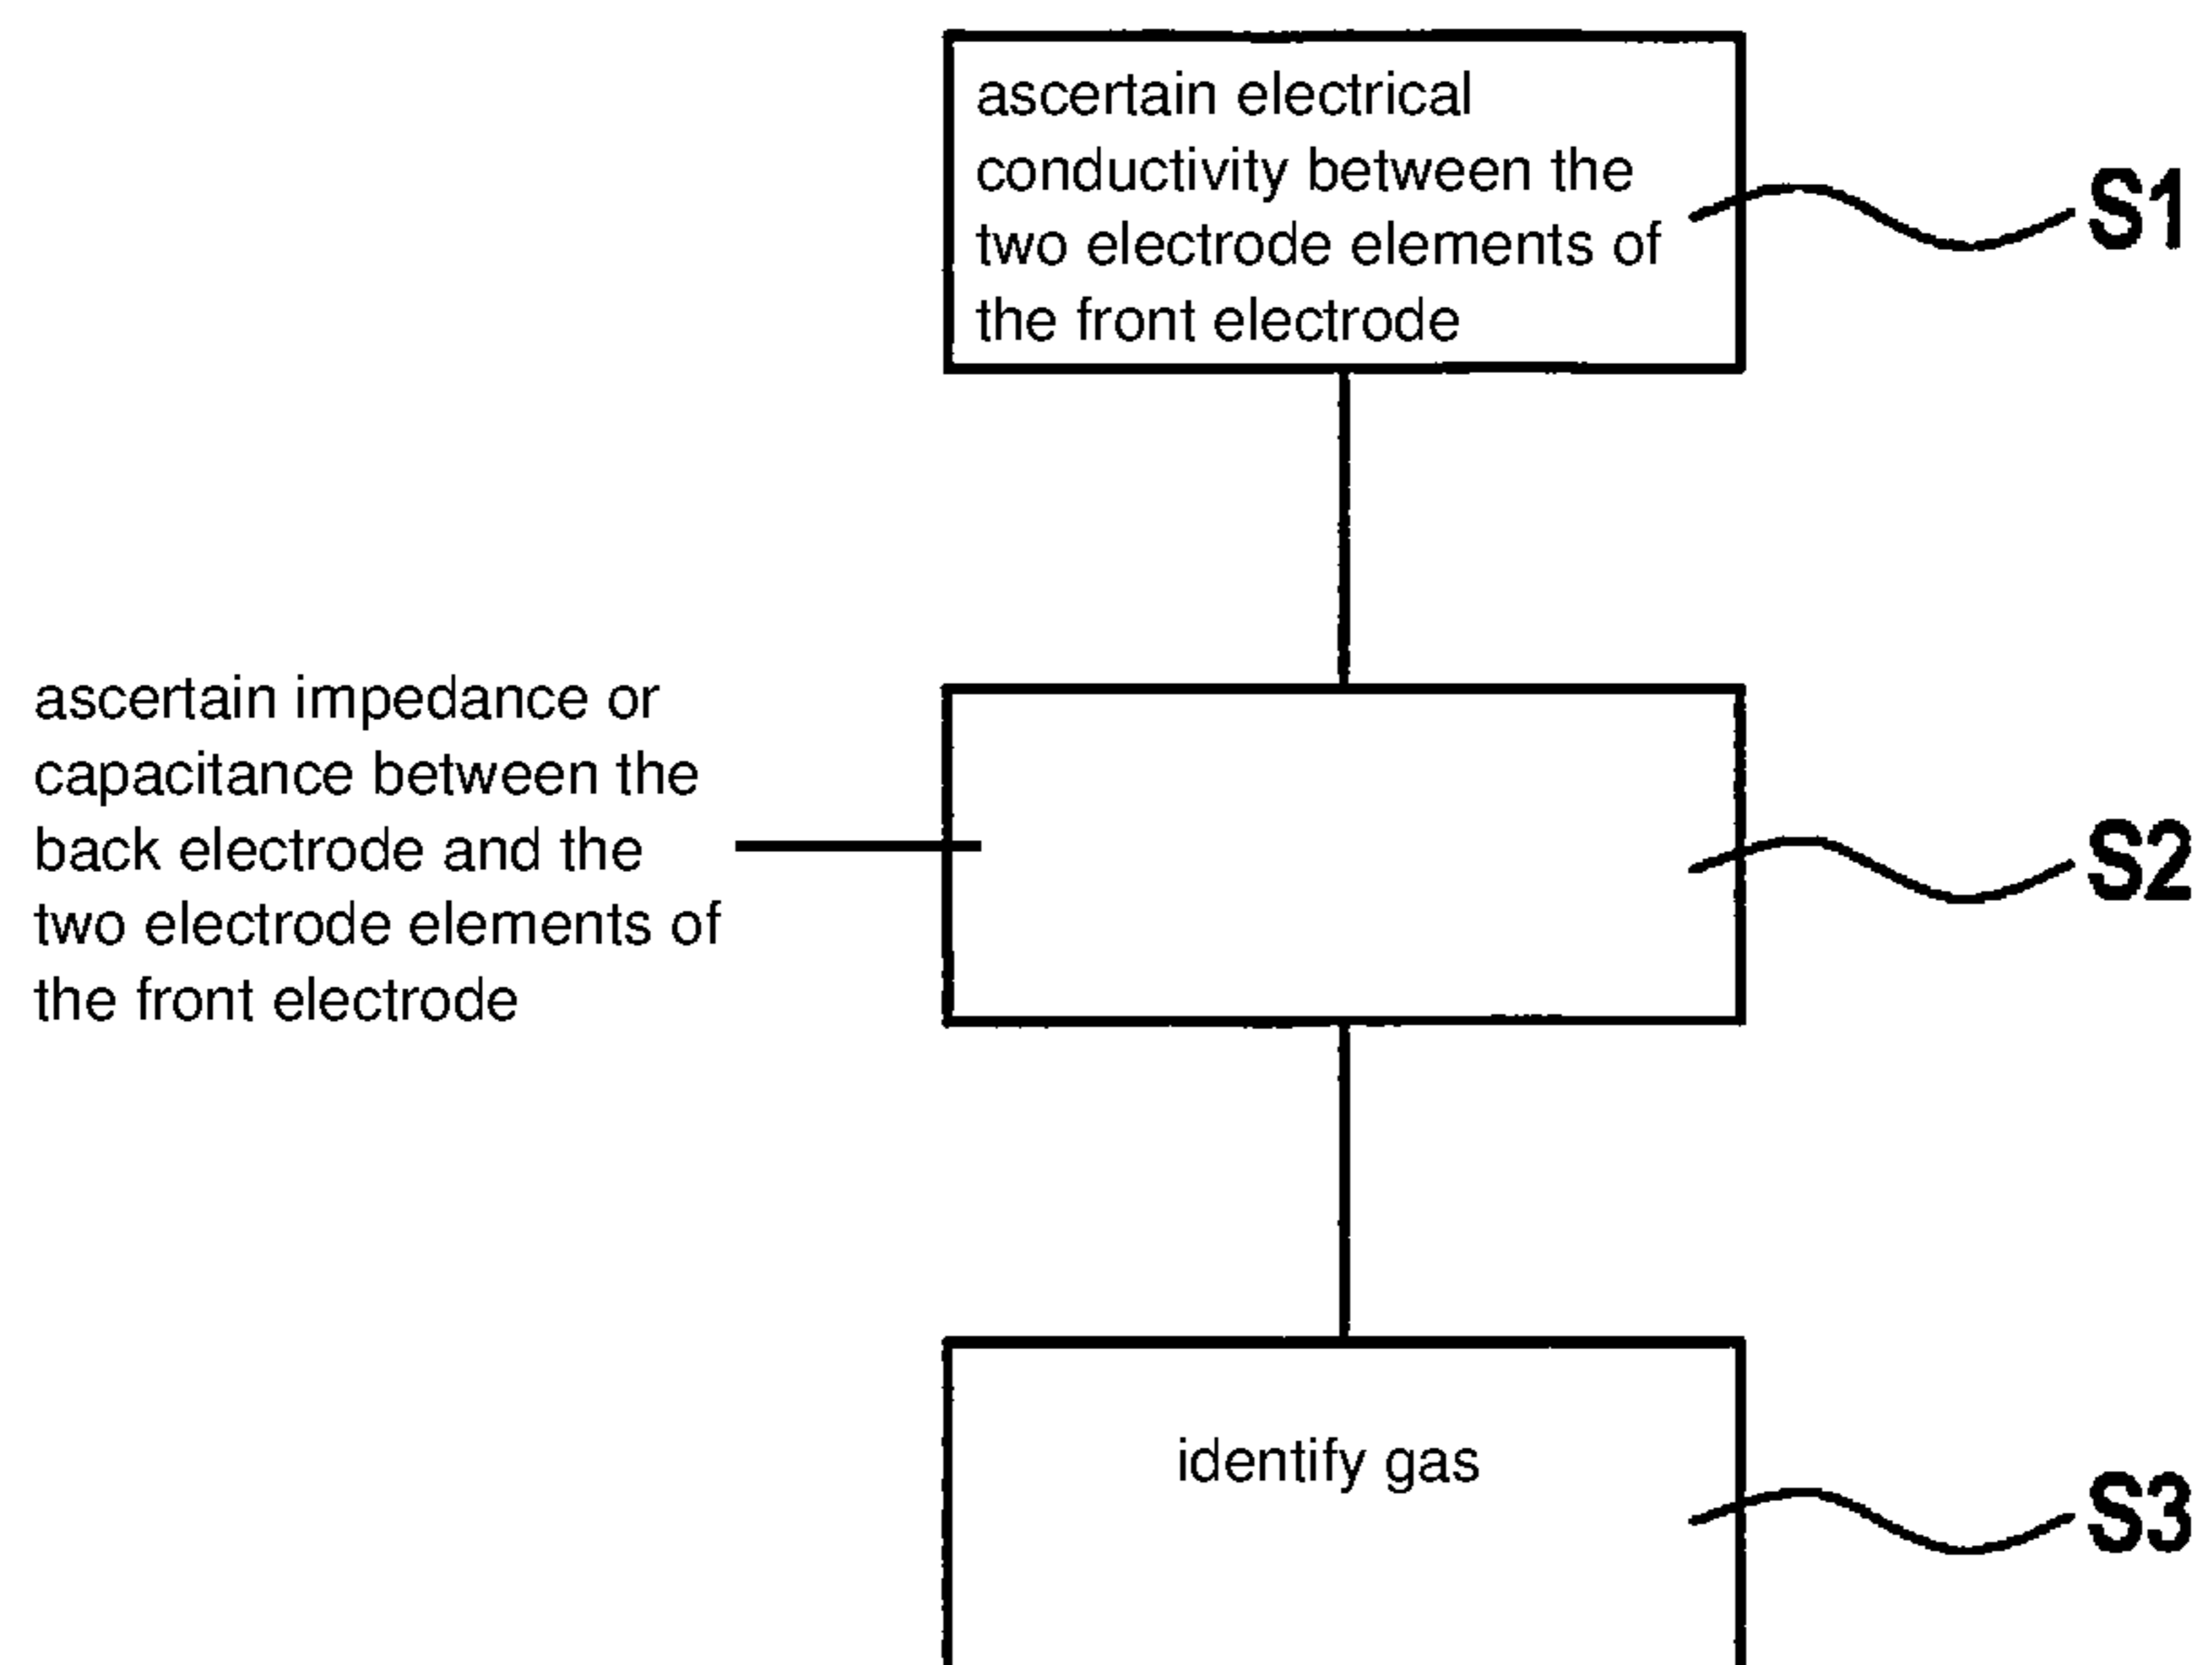 ascertain electrical
conductivity between the
two electrode elements of
the front electrode
S1
ascertain impedance or
capacitance between the
back electrode and the
two electrode elements of
the front electrode
S2
identify gas
S3